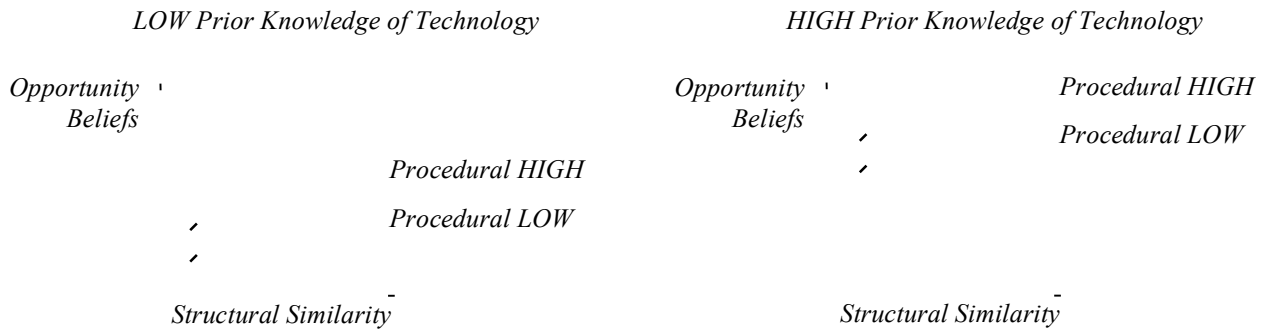 LOW Prior Knowledge of Technology
Opportunity
Beliefs
Procedural HIGH
Procedural LOW
Structural Similarity
HIGH Prior Knowledge of Technology
Opportunity
Beliefs
Procedural HIGH
Procedural LOW
Structural Similarity